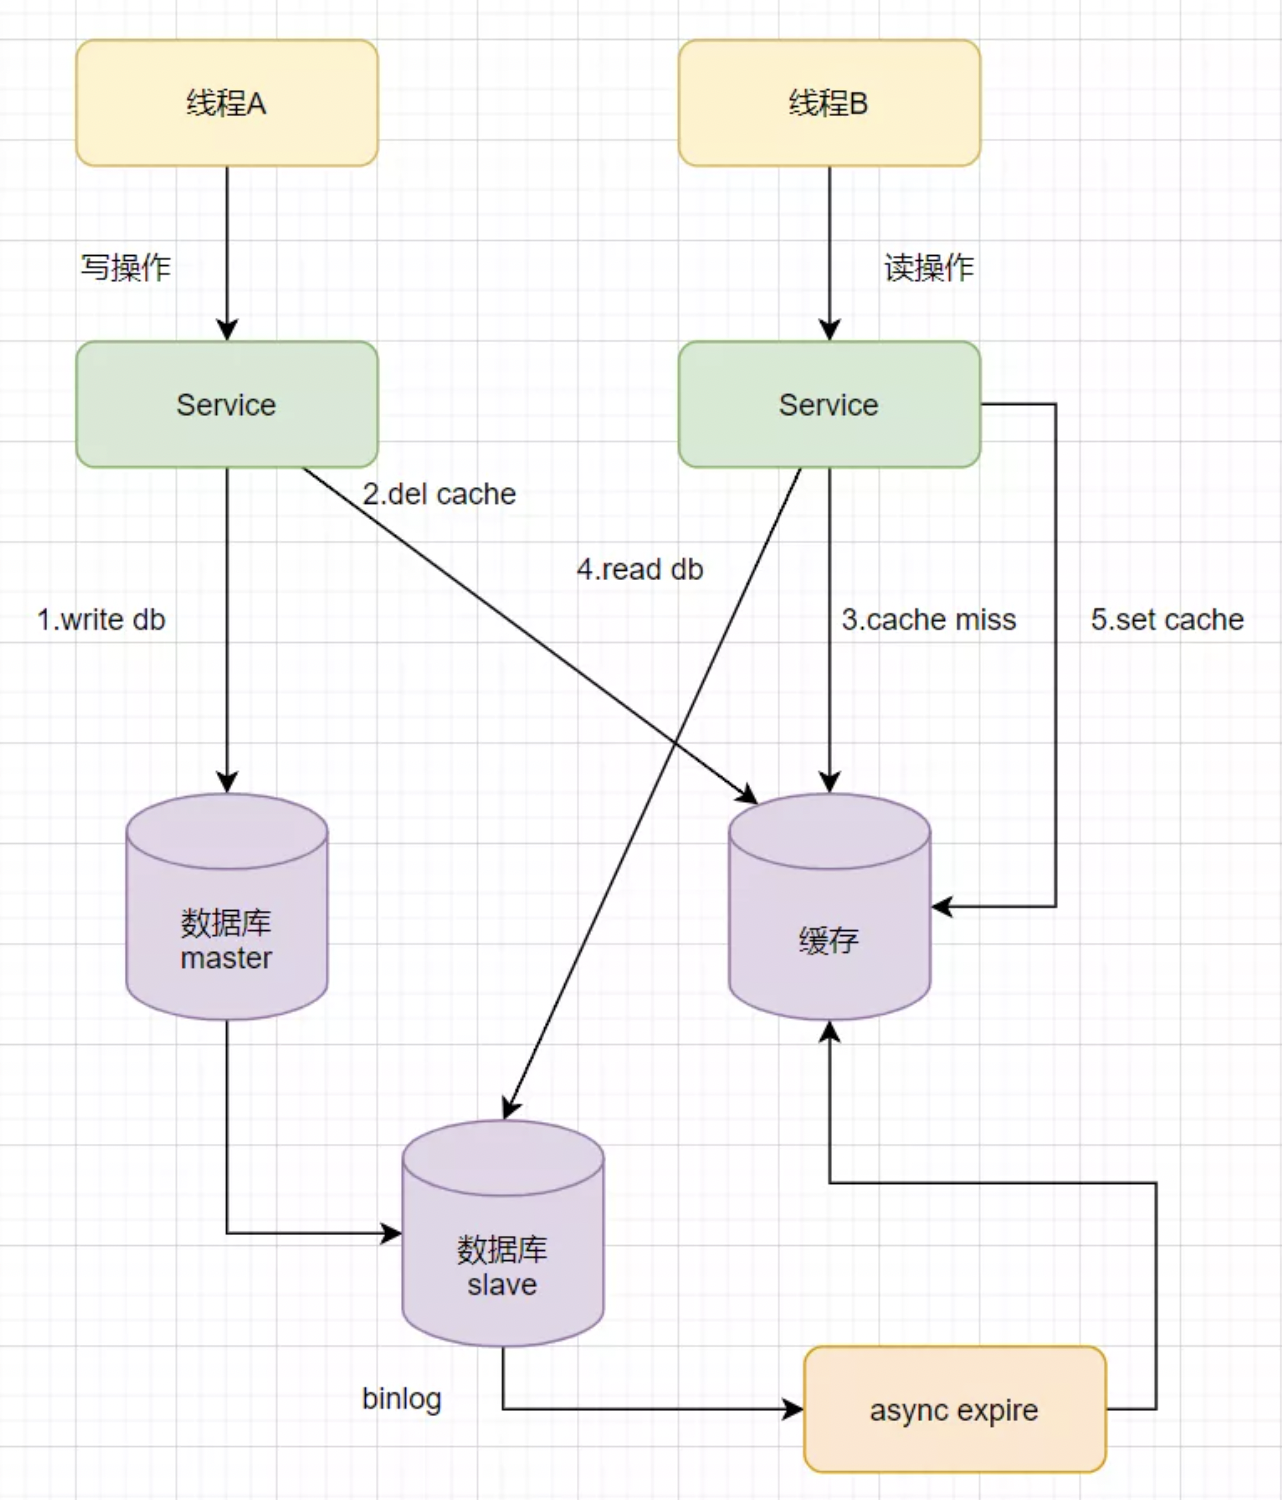 线程A
线程B
写操作
读操作
Service
Service
2.del cache
4.read db
1.write db
3.cache miss
5.set cache
数据库
master
缓存
数据库
slave
binlog
async expire